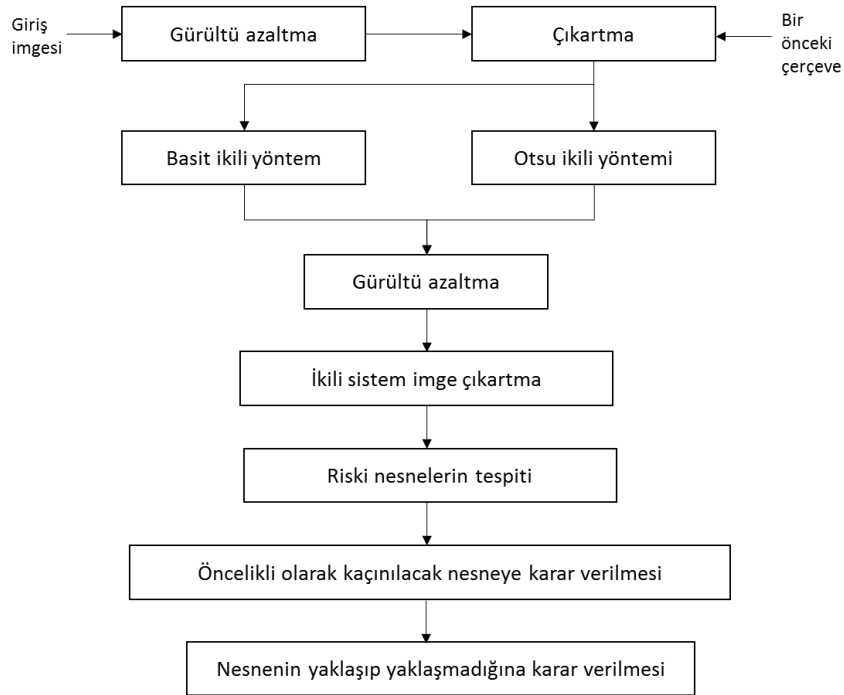 Giriş
imgesi
Gürültü azaltma
Çıkartma
Bir
önceki
çerçeve
Basit ikili yöntem
Otsu ikili yöntemi
Gürültü azaltma
İkili sistem imge çıkartma
Riski nesnelerin tespiti
Öncelikli olarak kaçınılacak nesneye karar verilmesi
Nesnenin yaklaşıp yaklaşmadığına karar verilmesi